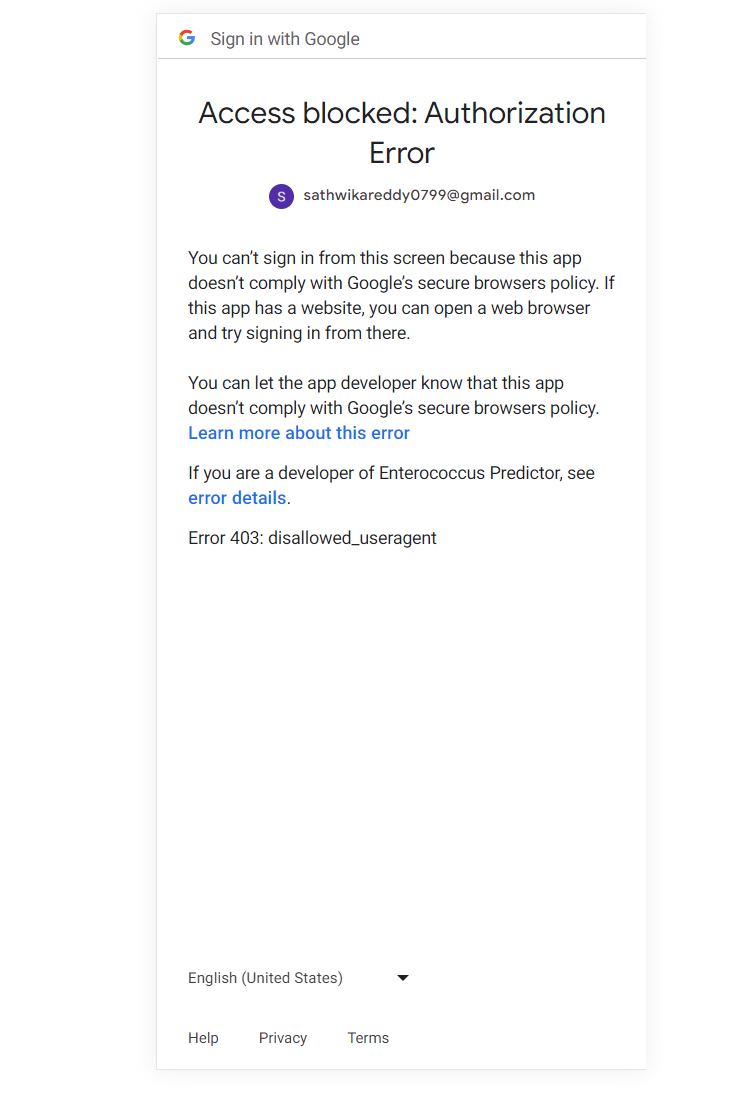 Sign in with Google
Access blocked: Authorization
Error
S sathwikareddy0799@gmail.com
You can’t sign in from this screen because this app
doesn’t comply with Google’s secure browsers policy. If
this app has a website, you can open a web browser
and try signing in from there.
You can let the app developer know that this app
doesn’t comply with Google’s secure browsers policy.
Learn more about this error
If you are a developer of Enterococcus Predictor, see
error details.
Error 403: disallowed_useragent
English (United States)
Help Privacy Terms